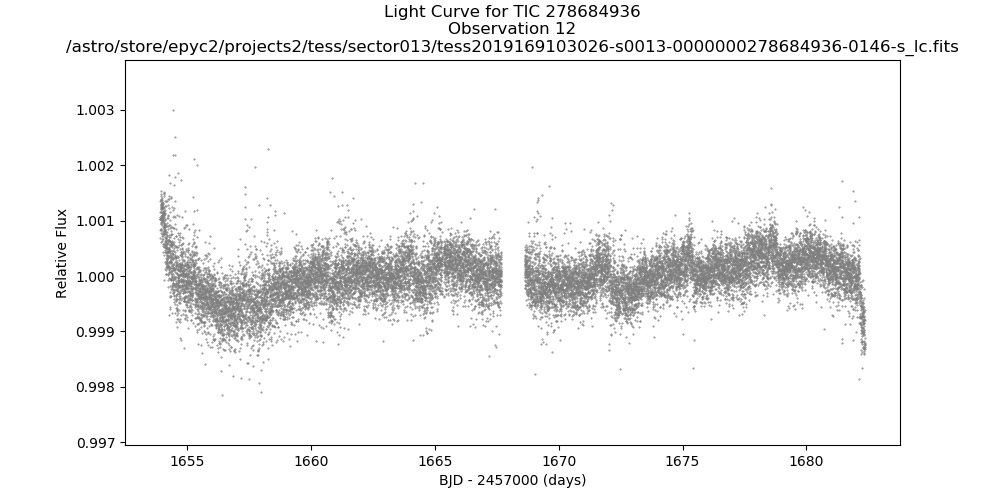 Light Curve for TIC 278684936
Observation 12
/astro/store/epyc2/projects2/tess/sector013/tess2019169103026-s0013-0000000278684936-0146-s_lc.fits
1.003
1.002
1.001
1.000
0.999
0.998
0.997
Relative Flux
1655 1660 1665 1670 1675 1680
BJD - 2457000 (days)